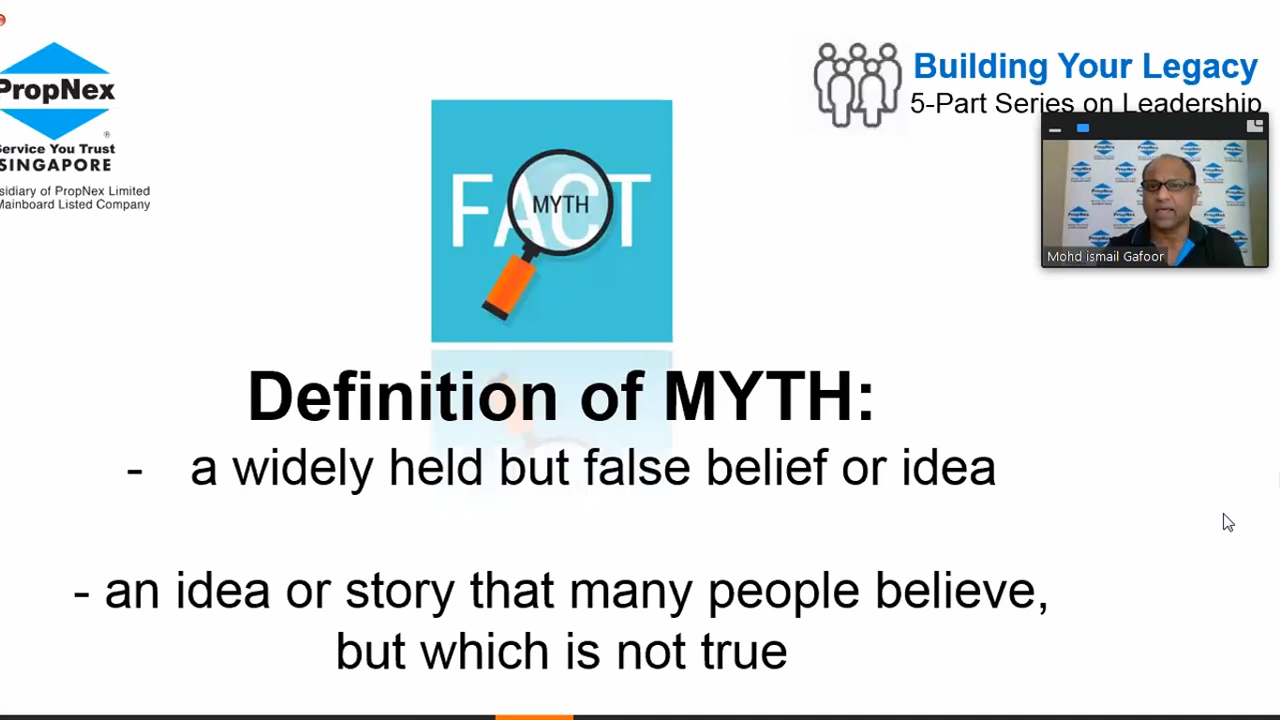 PropNex
Service You Trust
SINGAPORE
sidiary of PropNex Limited
Mainboard Listed Company
Building Your Legacy
5-Part Series on Leadership
FACT
MYTH
Mohd ismail Gafoor
Definition of MYTH:
- a widely held but false belief or idea
- an idea or story that many people believe,
but which is not true